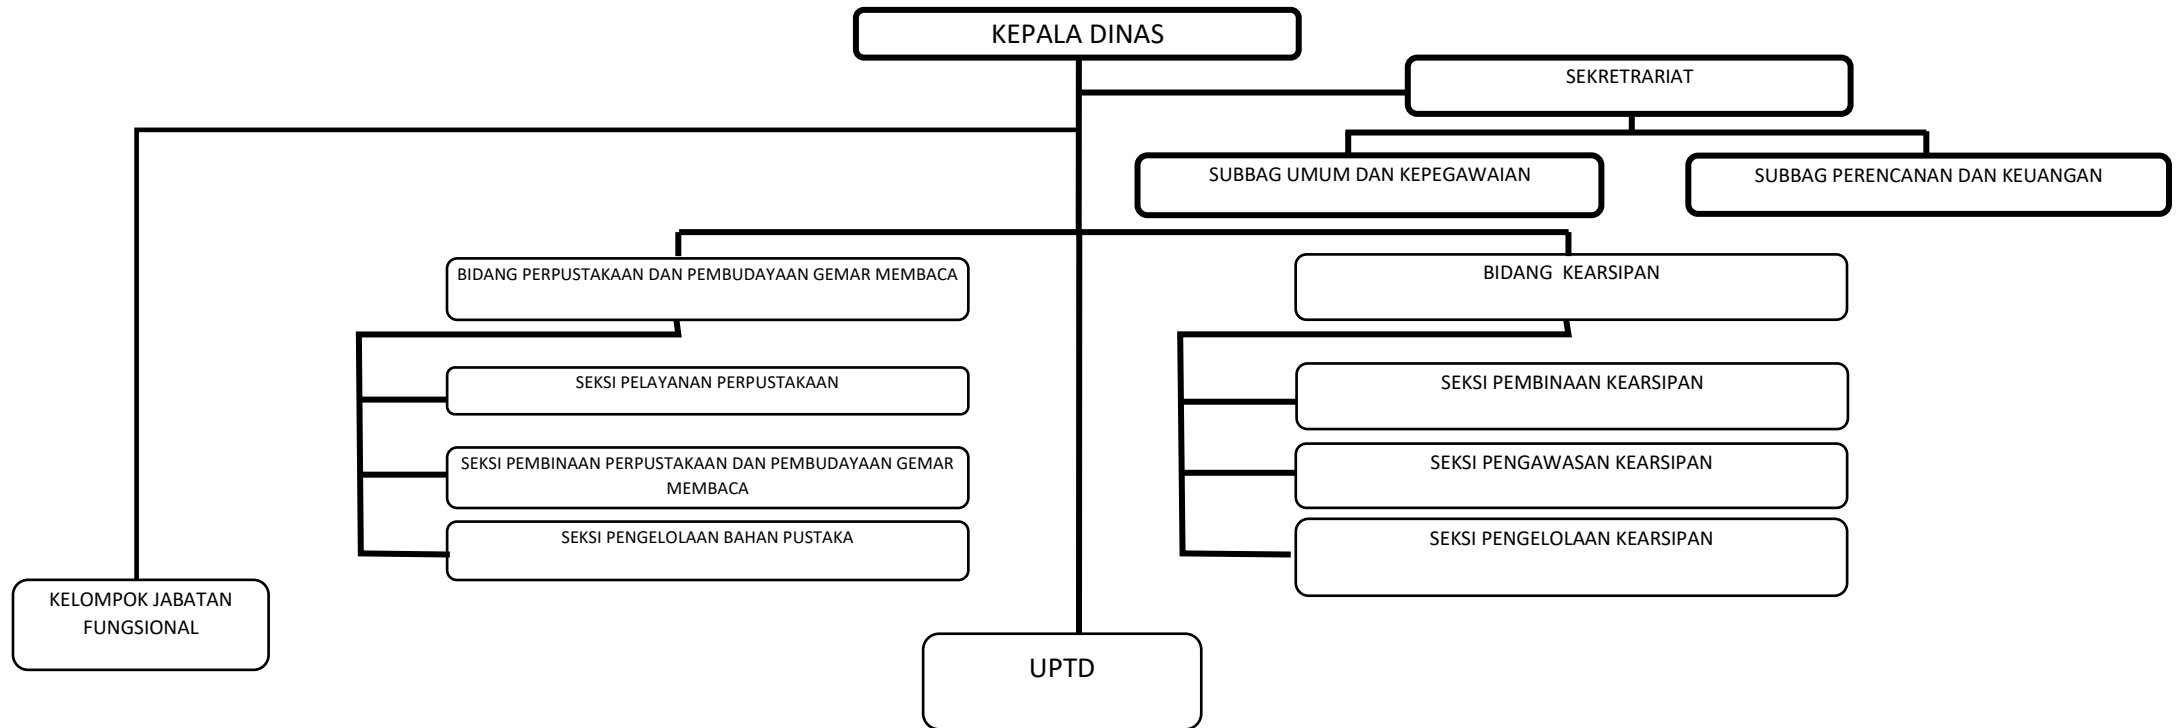 KEPALA DINAS
SEKRETRARIAT
SUBBAG UMUM DAN KEPEGAWAIAN
SUBBAG PERENCANAN DAN KEUANGAN
BIDANG PERPUSTAKAAN DAN PEMBUDAYAAN GEMAR MEMBACA
BIDANG KEARSIPAN
SEKSI PELAYANAN PERPUSTAKAAN
SEKSI PEMBINAAN KEARSIPAN
SEKSI PEMBINAAN PERPUSTAKAAN DAN PEMBUDAYAAN GEMAR
MEMBACA
SEKSI PENGAWASAN KEARSIPAN
SEKSI PENGELOLAAN BAHAN PUSTAKA
SEKSI PENGELOLAAN KEARSIPAN
KELOMPOK JABATAN
FUNGSIONAL
UPTD